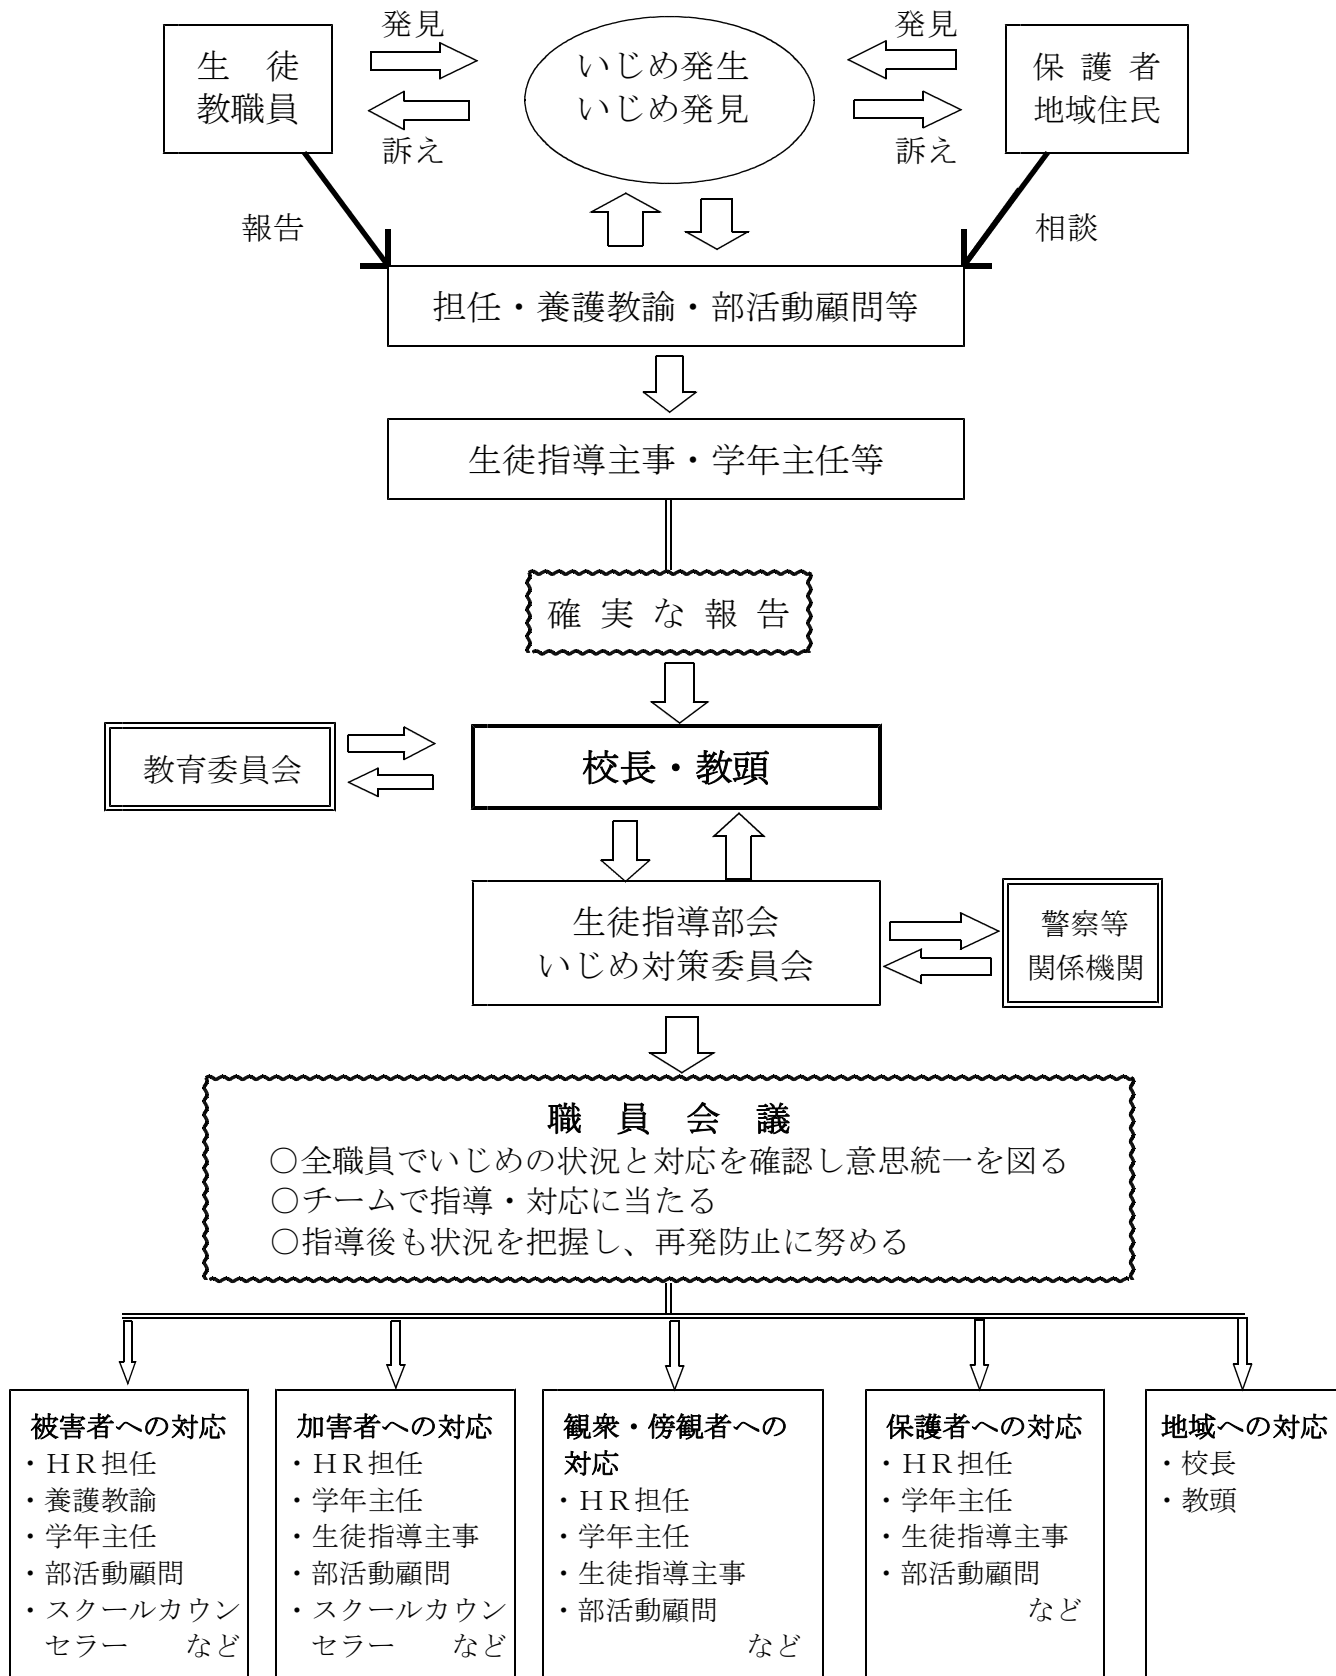 発見
発見
生　徒
教職員
いじめ発生
いじめ発見
保 護 者
地域住民
訴え
訴え
報告
相談
担任・養護教諭・部活動顧問等
生徒指導主事・学年主任等
確 実 な 報 告
教育委員会
校長・教頭
生徒指導部会
いじめ対策委員会
警察等
関係機関
職　員　会　議
○全職員でいじめの状況と対応を確認し意思統一を図る
○チームで指導・対応に当たる
○指導後も状況を把握し、再発防止に努める
被害者への対応
・ＨＲ担任
・養護教諭
・学年主任
・部活動顧問
・スクールカウン
セラー　　など
加害者への対応
・ＨＲ担任
・学年主任
・生徒指導主事
・部活動顧問
・スクールカウン
セラー　　など
観衆・傍観者への
対応
・ＨＲ担任
・学年主任
・生徒指導主事
・部活動顧問
など
保護者への対応
・ＨＲ担任
・学年主任
・生徒指導主事
・部活動顧問
など
地域への対応
・校長
・教頭